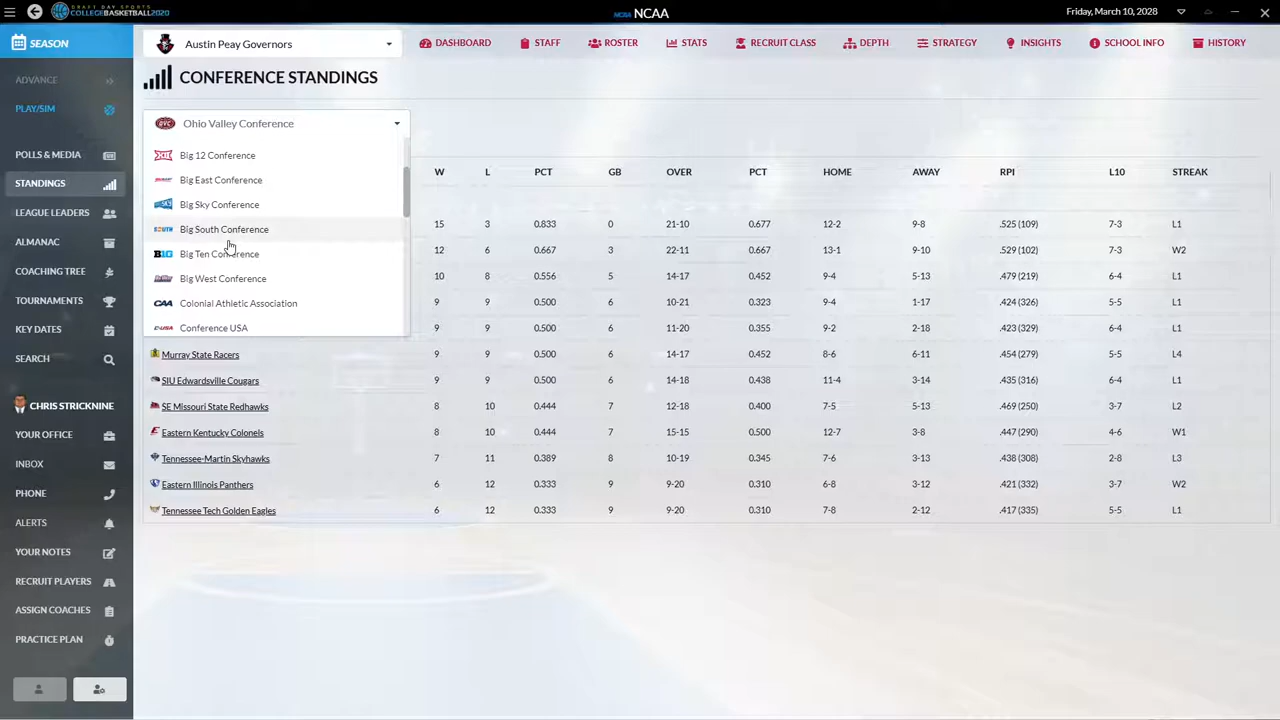 DRAFT DAY SPORTS
COLLEGE BASKETBALL 2020
NCAA NCAA
Friday, March 10, 2028
SEASON
ADVANCE
PLAY/SIM
POLLS & MEDIA
STANDINGS
LEAGUE LEADERS
ALMANAC
COACHING TREE
TOURNAMENTS
KEY DATES
SEARCH
CHRIS STRICKNINE
YOUR OFFICE
INBOX
PHONE
ALERTS
YOUR NOTES
RECRUIT PLAYERS
ASSIGN COACHES
PRACTICE PLAN
Austin Peay Governors
DASHBOARD STAFF ROSTER STATS RECRUIT CLASS DEPTH STRATEGY INSIGHTS SCHOOL INFO HISTORY
CONFERENCE STANDINGS
OVC Ohio Valley Conference
XII Big 12 Conference
Big East Conference
SKY Big Sky Conference
SOUTH Big South Conference
B1G Big Ten Conference
Big West Conference
CAA Colonial Athletic Association
C-USA Conference USA
W L PCT GB OVER PCT HOME AWAY RPI L10 STREAK
15 3 0.833 0 21-10 0.677 12-2 9-8 .525 (109) 7-3 L1
12 6 0.667 3 22-11 0.667 13-1 9-10 .529 (102) 7-3 W2
10 8 0.556 5 14-17 0.452 9-4 5-13 .479 (219) 6-4 L1
9 9 0.500 6 10-21 0.323 9-4 1-17 .424 (326) 5-5 L1
9 9 0.500 6 11-20 0.355 9-2 2-18 .423 (329) 6-4 L1
Murray State Racers 9 9 0.500 6 14-17 0.452 8-6 6-11 .454 (279) 5-5 L4
SIU Edwardsville Cougars 9 9 0.500 6 14-18 0.438 11-4 3-14 .435 (316) 6-4 L1
SE Missouri State Redhawks 8 10 0.444 7 12-18 0.400 7-5 5-13 .469 (250) 3-7 L2
Eastern Kentucky Colonels 8 10 0.444 7 15-15 0.500 12-7 3-8 .447 (290) 4-6 W1
Tennessee-Martin Skyhawks 7 11 0.389 8 10-19 0.345 7-6 3-13 .438 (308) 2-8 L3
Eastern Illinois Panthers 6 12 0.333 9 9-20 0.310 6-8 3-12 .421 (332) 3-7 W2
Tennessee Tech Golden Eagles 6 12 0.333 9 9-20 0.310 7-8 2-12 .417 (335) 5-5 L1